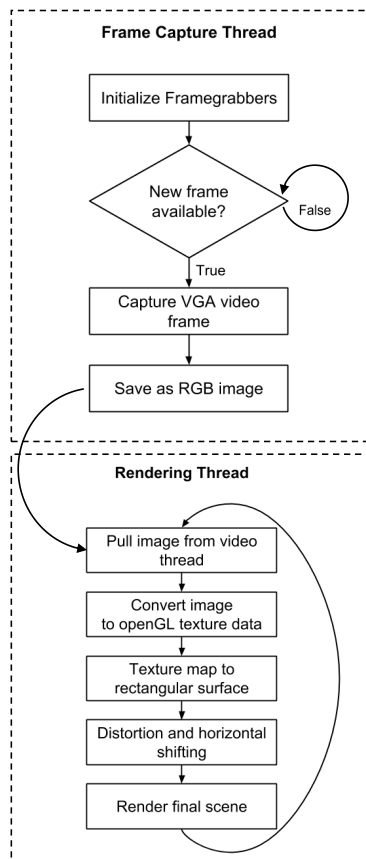 Frame Capture Thread
Initialize Framegrabbers
New frame
available?
False
True
Capture VGA video
frame
Save as RGB image
Rendering Thread
Pull image from video
thread
Convert image
to openGL texture data
Texture map to
rectangular surface
Distortion and horizontal
shifting
Render final scene